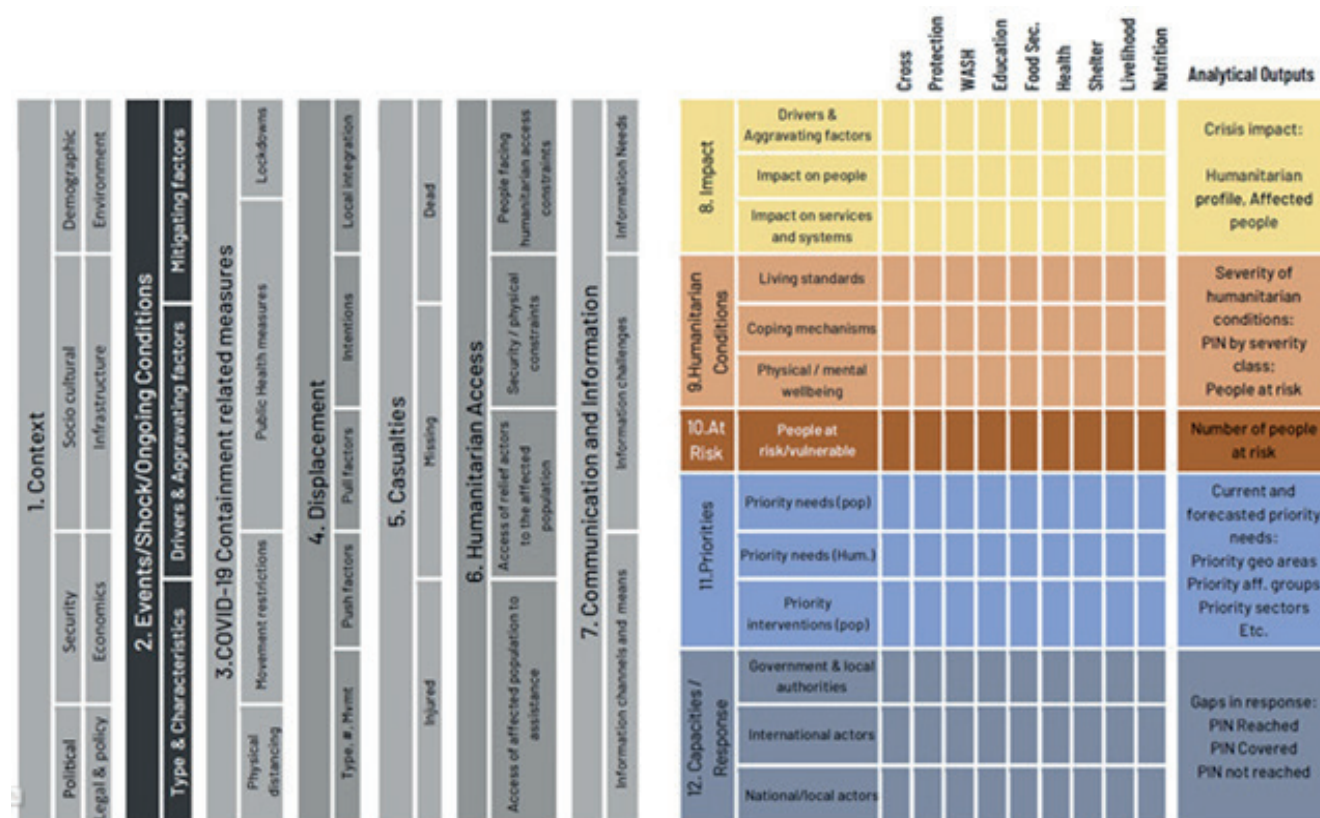 1. Context
Political
Security
Socio cultural
Demographic
Legal & policy
Economics
Infrastructure
Environment
2. Events/Shock/Ongoing Conditions
Type & Characteristics
Drivers & Aggravating factors
Mitigating factors
3.COVID-19 Containment related measures
Physical
distancing
Movement restrictions
Public Health measures
Lockdowns
4. Displacement
Type, #, Mvmt
Push factors
Pull factors
Intentions
Local integration
5. Casualties
Injured
Missing
Dead
6. Humanitarian Access
Access of affected population to
assistance
Access of relief actors
to the affected
population
Security / physical
constraints
People facing
humanitarian access
constraints
7. Communication and Information
Information channels and means
Information challenges
Information Needs
Cross
Protection
WASH
Education
Food Sec.
Health
Shelter
Livelihood
Nutrition
Analytical Outputs
8. Impact
Drivers &
Aggravating factors
Impact on people
Impact on services
and systems
Crisis impact:
Humanitarian
profile, Affected
people
9.Humanitarian
Conditions
Living standards
Coping mechanisms
Physical / mental
wellbeing
Severity of
humanitarian
conditions:
PIN by severity
class:
People at risk
10.At
Risk
People at
risk/vulnerable
Number of people
at risk
11.Priorities
Priority needs (pop)
Priority needs (Hum.)
Priority
interventions (pop)
Current and
forecasted priority
needs:
Priority geo areas
Priority aff. groups
Priority sectors
Etc.
12. Capacities /
Response
Government & local
authorities
International actors
National/local actors
Gaps in response:
PIN Reached
PIN Covered
PIN not reached